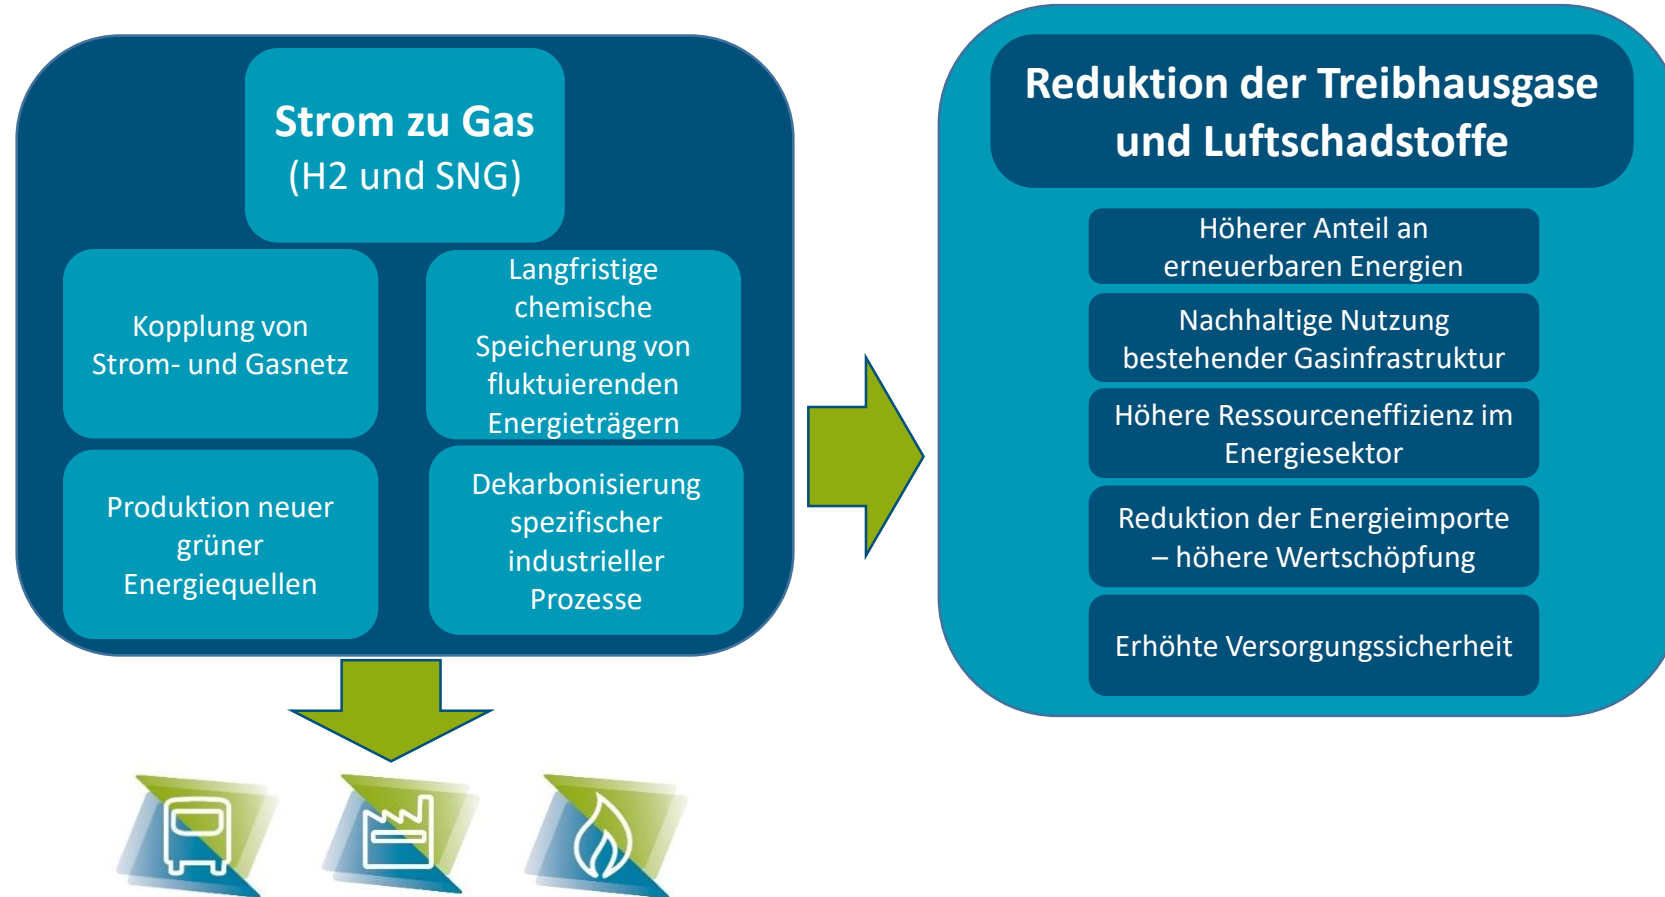 Strom zu Gas
(H2 und SNG)
Kopplung von
Strom- und Gasnetz
Langfristige
chemische
Speicherung von
fluktuierenden
Energieträgern
Produktion neuer
grüner
Energiequellen
Dekarbonisierung
spezifischer
industrieller
Prozesse
Reduktion der Treibhausgase
und Luftschadstoffe
Höherer Anteil an
erneuerbaren Energien
Nachhaltige Nutzung
bestehender Gasinfrastruktur
Höhere Ressourceneffizienz im
Energiesektor
Reduktion der Energieimporte
– höhere Wertschöpfung
Erhöhte Versorgungssicherheit